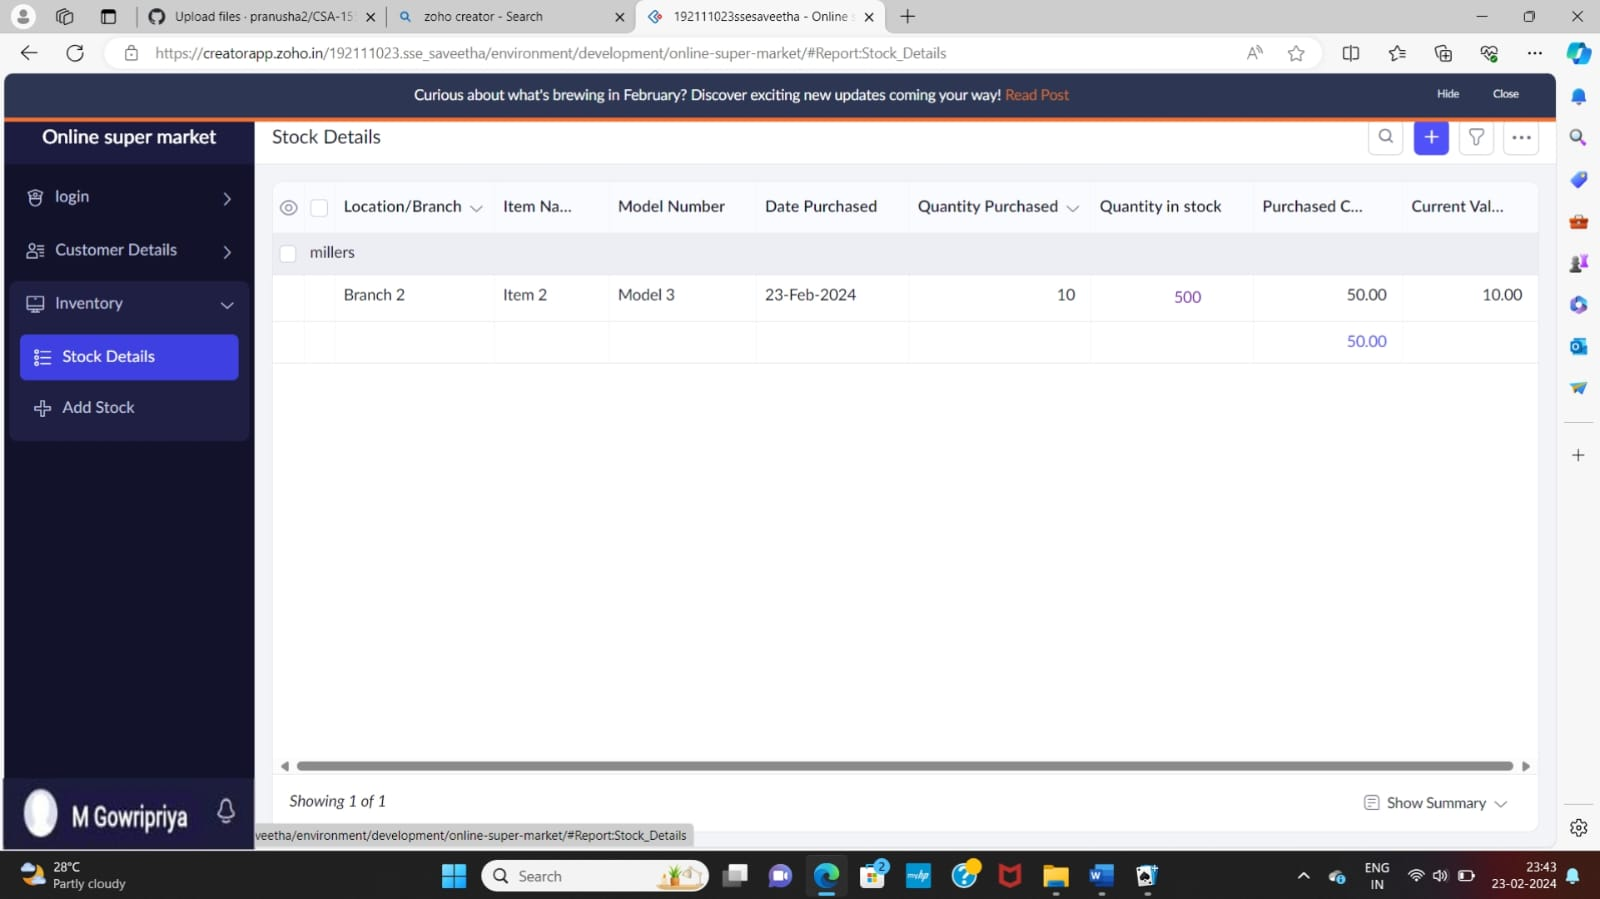 Upload files · pranusha2/CSA-15
zoho creator - Search
192111023ssesaveetha - Online s
https://creatorapp.zoho.in/192111023.sse_saveetha/environment/development/online-super-market/#Report:Stock_Details
Curious about what's brewing in February? Discover exciting new updates coming your way! Read Post
Hide
Close
Online super market
Stock Details
login
Customer Details
Inventory
Stock Details
Add Stock
Location/Branch
Item Na...
Model Number
Date Purchased
Quantity Purchased
Quantity in stock
Purchased C...
Current Val...
millers
Branch 2
Item 2
Model 3
23-Feb-2024
10
500
50.00
10.00
50.00
Showing 1 of 1
Show Summary
M Gowripriya
veetha/environment/development/online-super-market/#Report:Stock_Details
28°C
Partly cloudy
Search
2
ENG
IN
23:43
23-02-2024